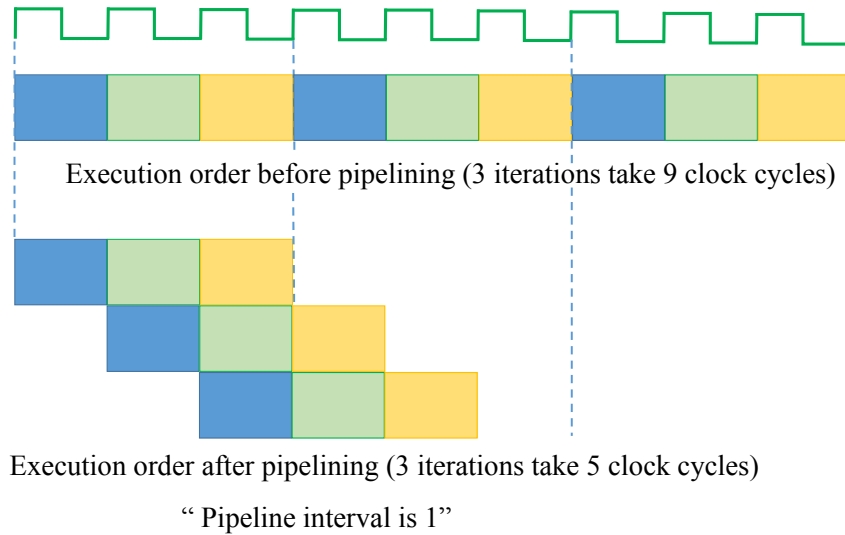 Execution order before pipelining (3 iterations take 9 clock cycles)
Execution order after pipelining (3 iterations take 5 clock cycles)
“ Pipeline interval is 1”